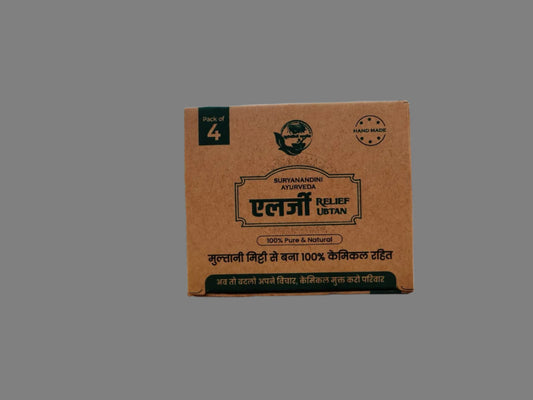 Pack of
4
HAND MADE
SURYANANDINI
AYURVEDA
एलर्जी RELIEF
UBTAN
100% Pure & Natural
मुल्तानी मिट्टी से बना 100% कैमिकल रहित
अब तो बदलो अपने विचार, केमिकल मुक्त करो परिवार